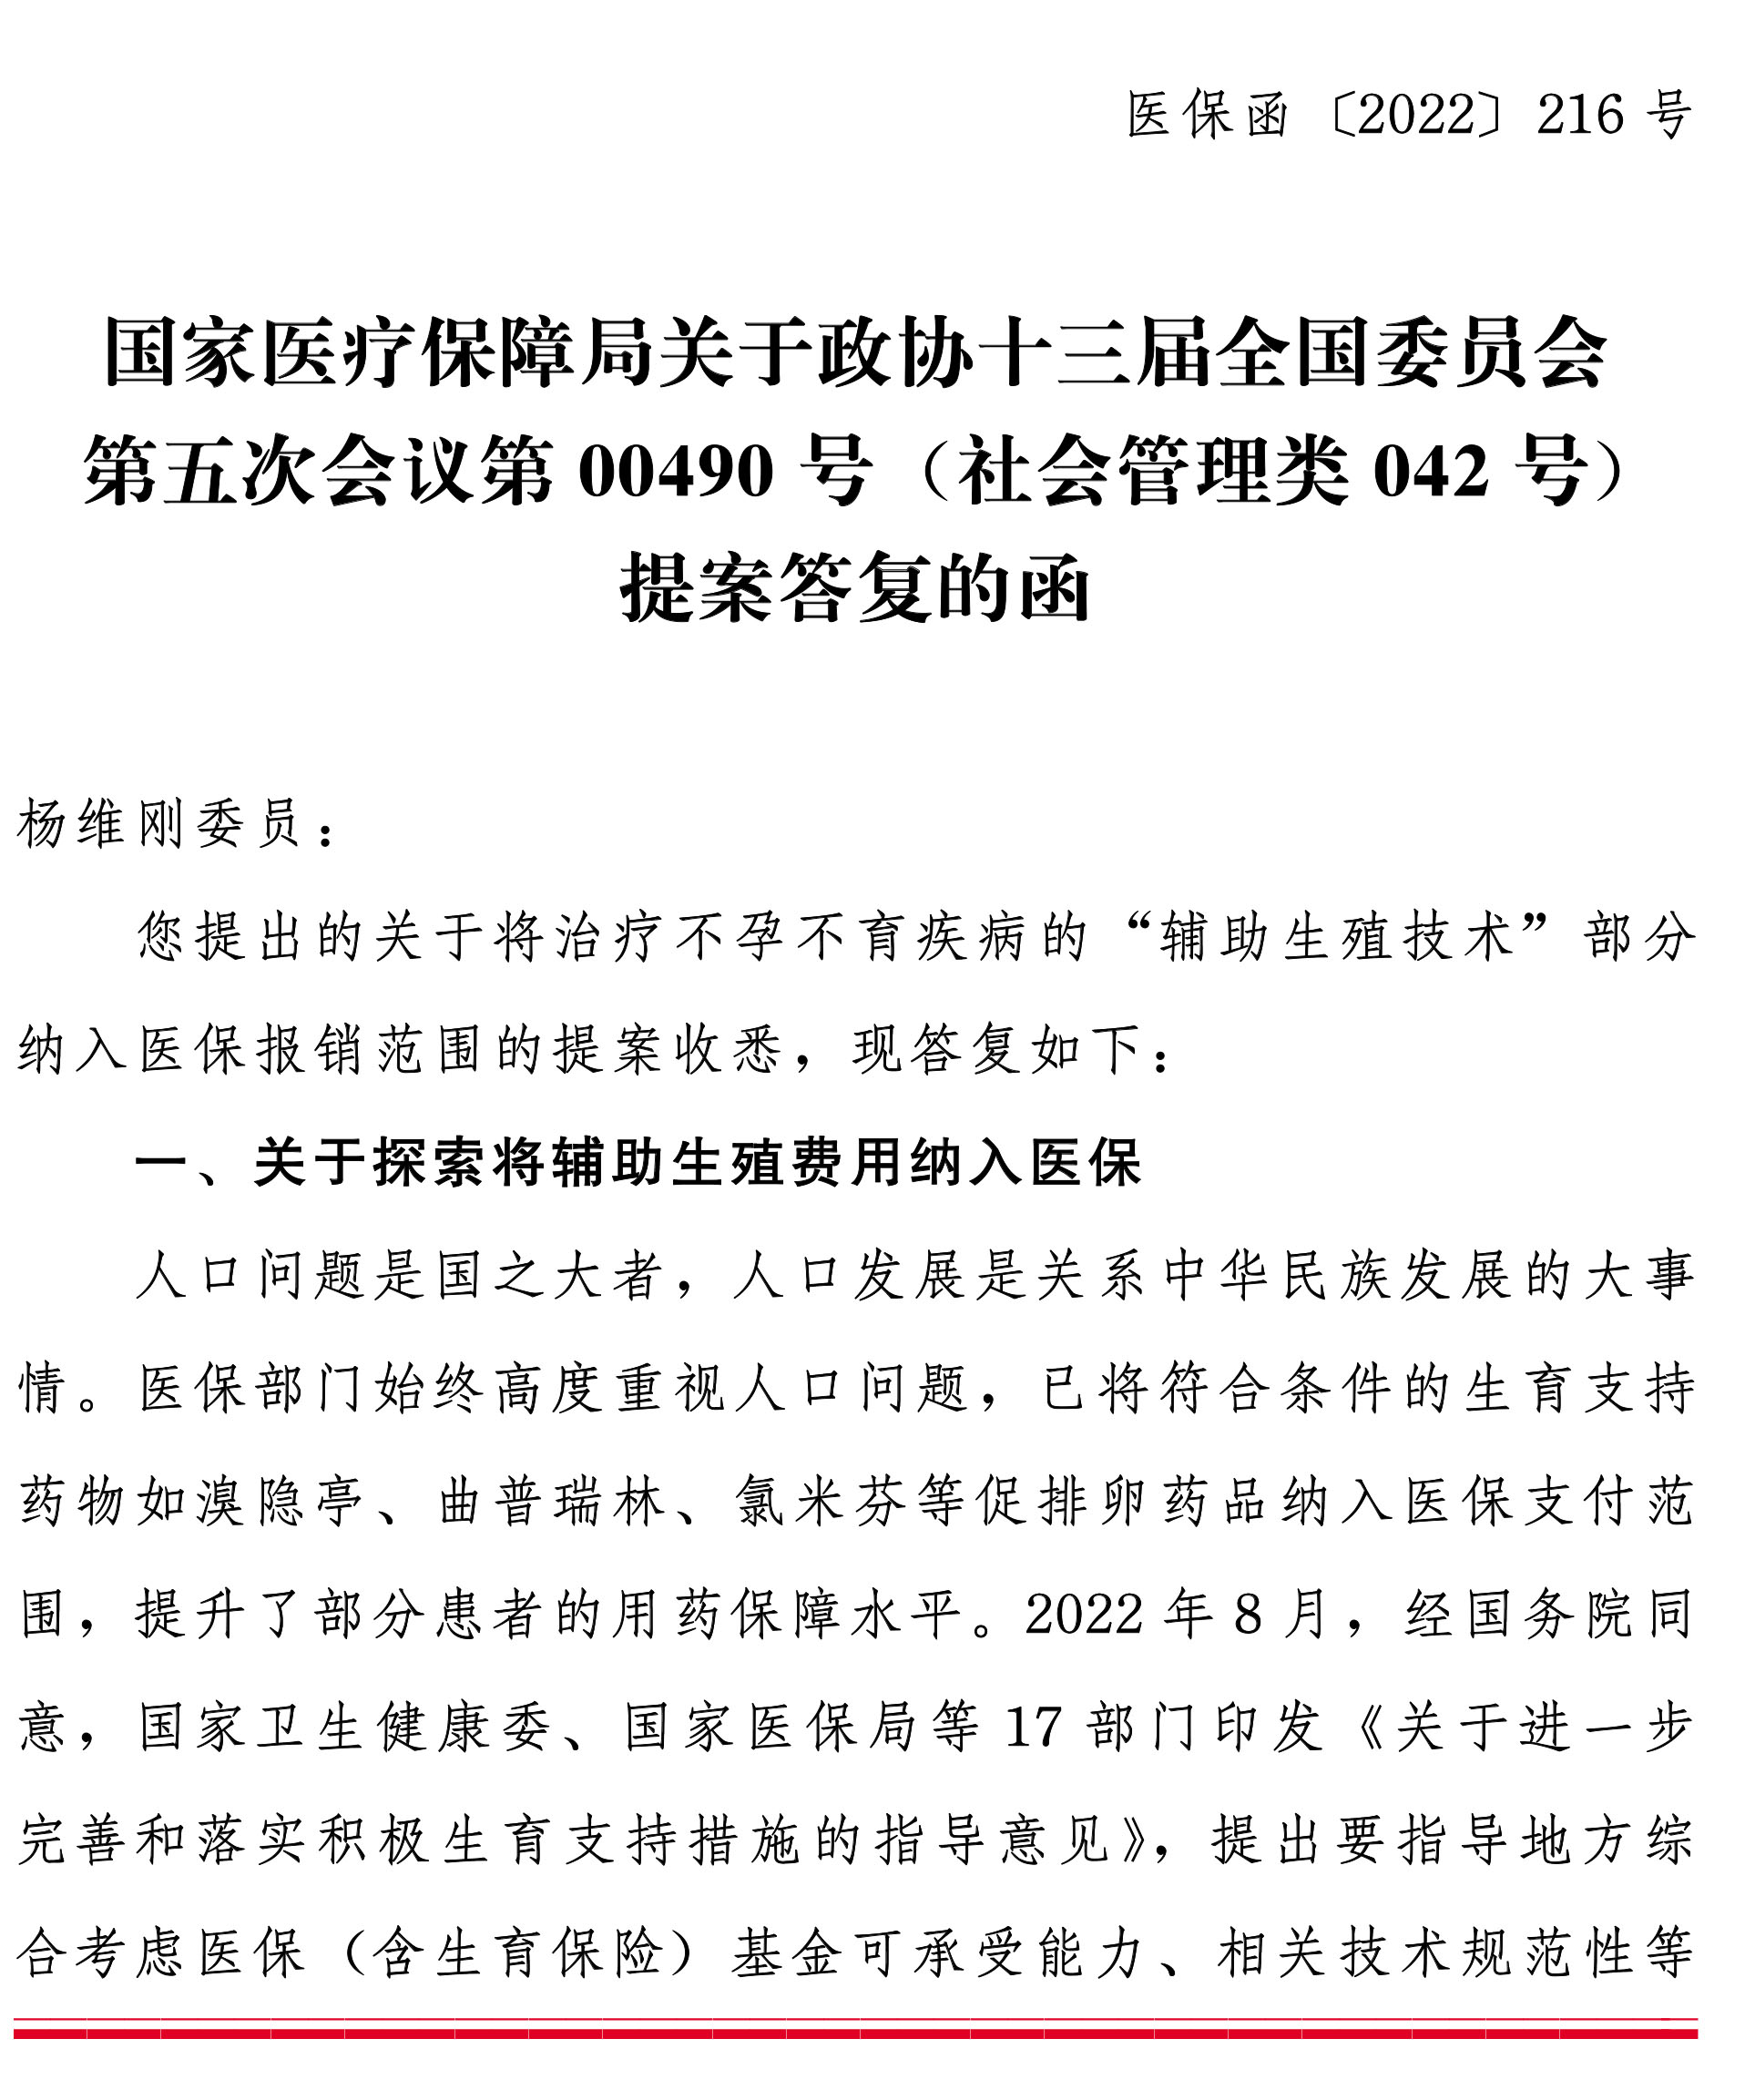 医保函〔2022〕216 号
国家医疗保障局关于政协十三届全国委员会
第五次会议第 00490 号（社会管理类 042 号）
提案答复的函
杨维刚委员：
您提出的关于将治疗不孕不育疾病的“辅助生殖技术”部分
纳入医保报销范围的提案收悉，现答复如下：
一、关于探索将辅助生殖费用纳入医保
人口问题是国之大者，人口发展是关系中华民族发展的大事
情。医保部门始终高度重视人口问题，已将符合条件的生育支持
药物如溴隐亭、曲普瑞林、氯米芬等促排卵药品纳入医保支付范
围，提升了部分患者的用药保障水平。2022 年 8 月，经国务院同
意，国家卫生健康委、国家医保局等 17 部门印发《关于进一步
完善和落实积极生育支持措施的指导意见》，提出要指导地方综
合考虑医保（含生育保险）基金可承受能力、相关技术规范性等